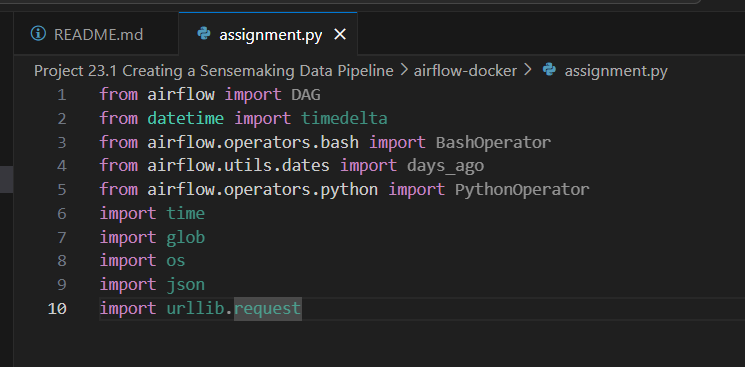 README.md
assignment.py
Project 23.1 Creating a Sensemaking Data Pipeline > airflow-docker > assignment.py
1 from airflow import DAG
2 from datetime import timedelta
3 from airflow.operators.bash import BashOperator
4 from airflow.utils.dates import days_ago
5 from airflow.operators.python import PythonOperator
6 import time
7 import glob
8 import os
9 import json
10 import urllib.request